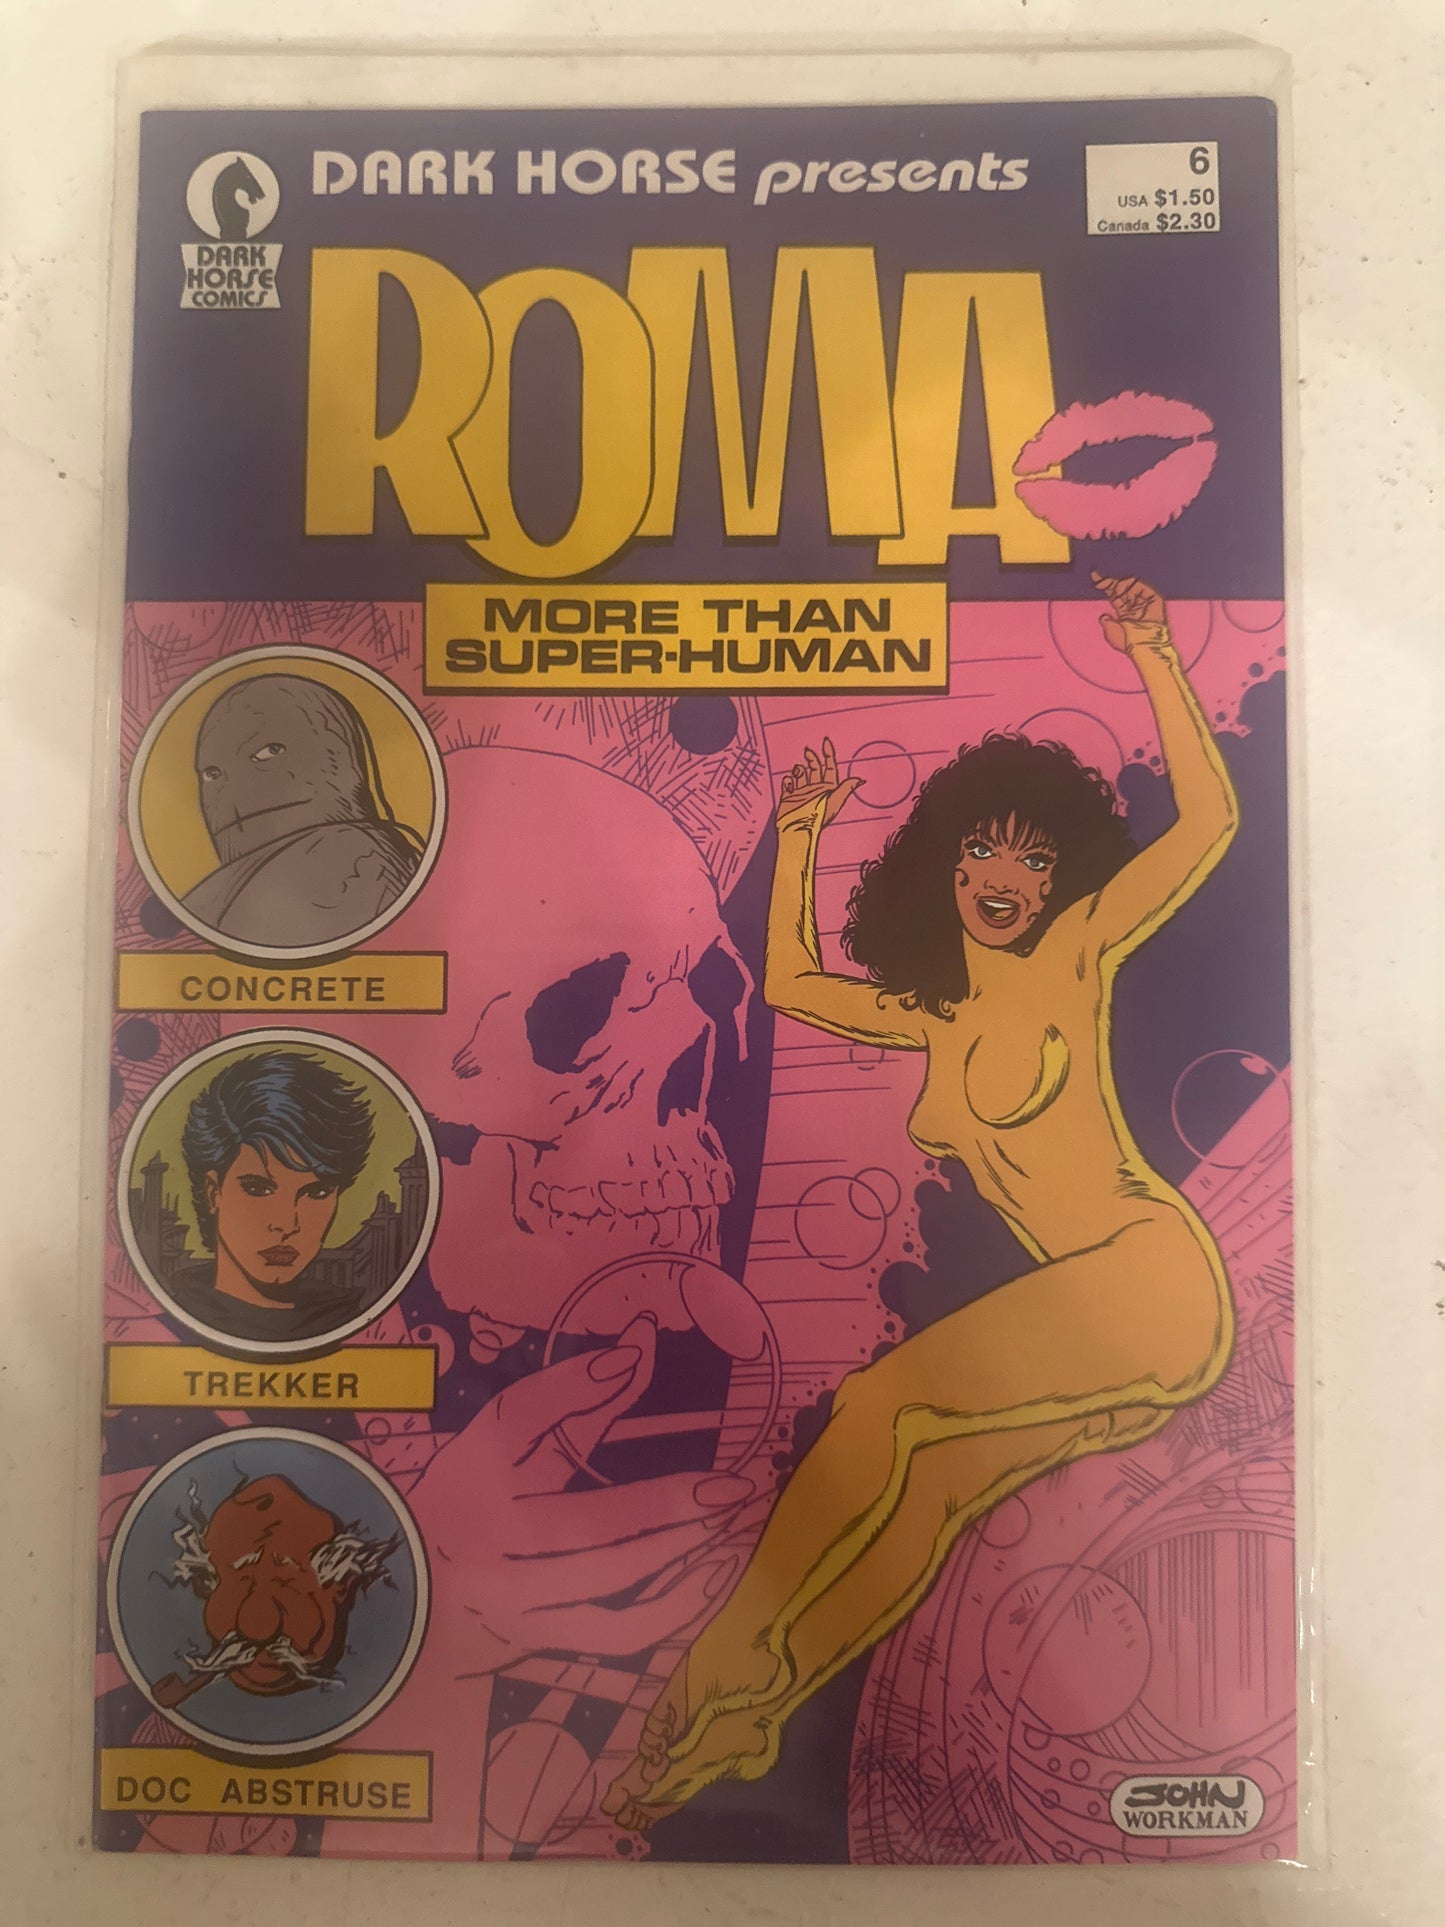 DARK HORSE presents
6
USA $1.50
Canada $2.30
DARK
HORSE
COMICS
ROMA
MORE THAN
SUPER-HUMAN
CONCRETE
TREKKER
DOC ABSTRUSE
JOHN
WORKMAN